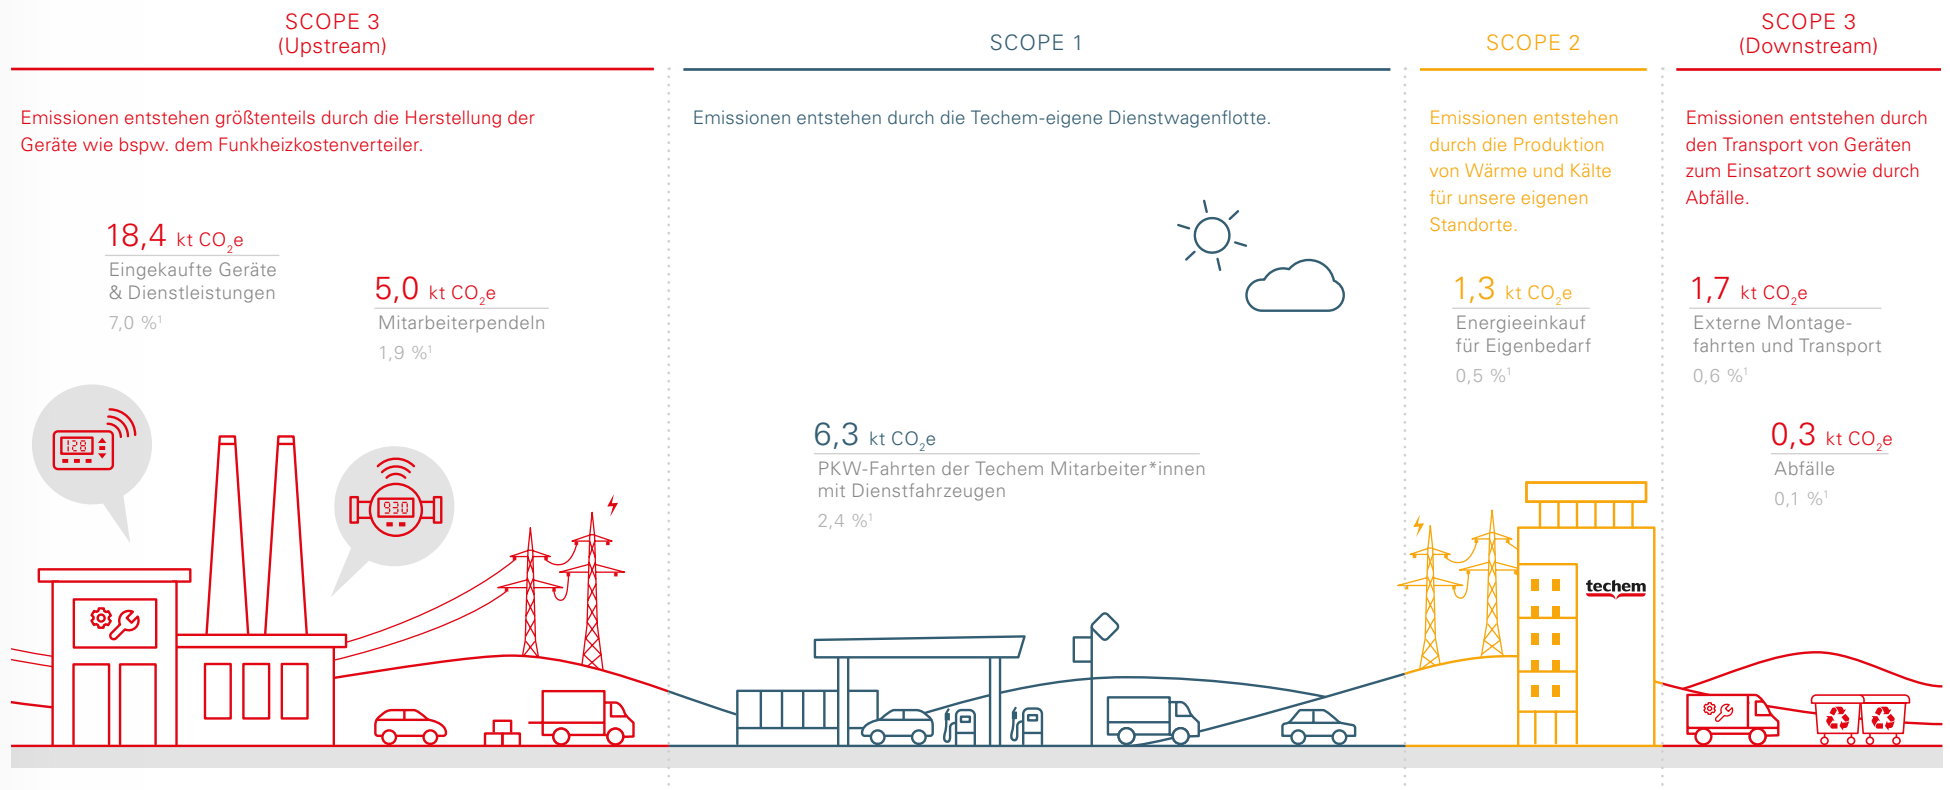 SCOPE 3
(Upstream)
Emissionen entstehen größtenteils durch die Herstellung der
Geräte wie bspw. dem Funkheizkostenverteiler.
18,4 kt CO₂e
Eingekaufte Geräte
& Dienstleistungen
7,0 %¹
5,0 kt CO₂e
Mitarbeiterpendeln
1,9 %¹
128
930
SCOPE 1
Emissionen entstehen durch die Techem-eigene Dienstwagenflotte.
6,3 kt CO₂e
PKW-Fahrten der Techem Mitarbeiter*innen
mit Dienstfahrzeugen
2,4 %¹
SCOPE 2
Emissionen entstehen
durch die Produktion
von Wärme und Kälte
für unsere eigenen
Standorte.
1,3 kt CO₂e
Energieeinkauf
für Eigenbedarf
0,5 %¹
techem
SCOPE 3
(Downstream)
Emissionen entstehen durch
den Transport von Geräten
zum Einsatzort sowie durch
Abfälle.
1,7 kt CO₂e
Externe Montage-
fahrten und Transport
0,6 %¹
0,3 kt CO₂e
Abfälle
0,1 %¹